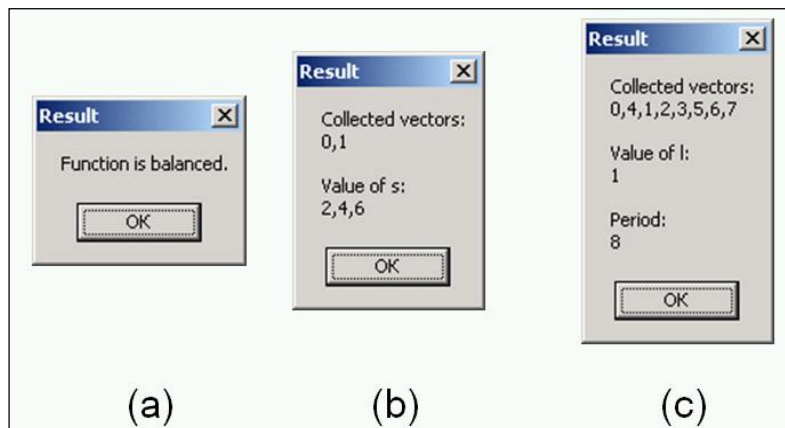 Result
Function is balanced.
OK
(a)
Result
Collected vectors:
0,1
Value of s:
2,4,6
OK
(b)
Result
Collected vectors:
0,4,1,2,3,5,6,7
Value of l:
1
Period:
8
OK
(c)